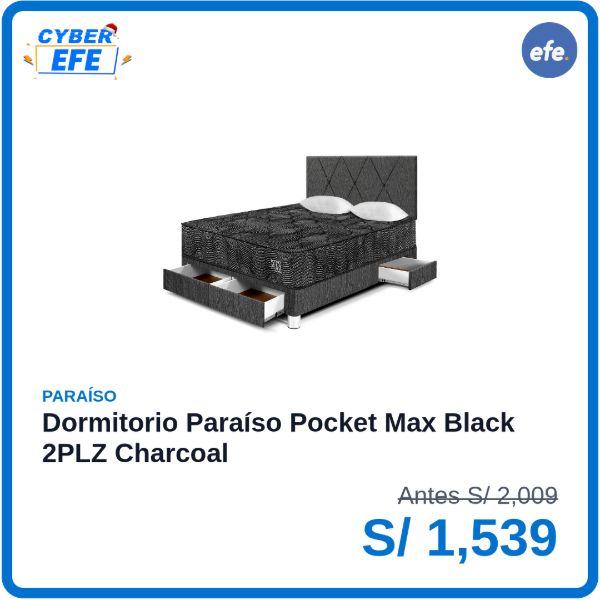 CYBER
EFE
efe.
PARAÍSO
Dormitorio Paraíso Pocket Max Black
2PLZ Charcoal
Antes S/ 2,009
S/ 1,539